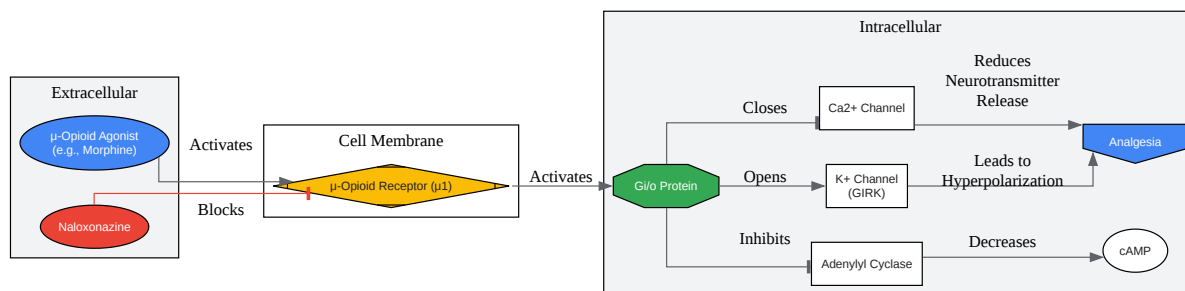 Extracellular
μ-Opioid Agonist
(e.g., Morphine)
Naloxonazine
Activates
Blocks
Cell Membrane
μ-Opioid Receptor (μ1)
Activates
Intracellular
Gi/o Protein
Closes
Opens
Inhibits
Ca2+ Channel
K+ Channel
(GIRK)
Adenylyl Cyclase
Reduces
Neurotransmitter
Release
Leads to
Hyperpolarization
Decreases
Analgesia
cAMP